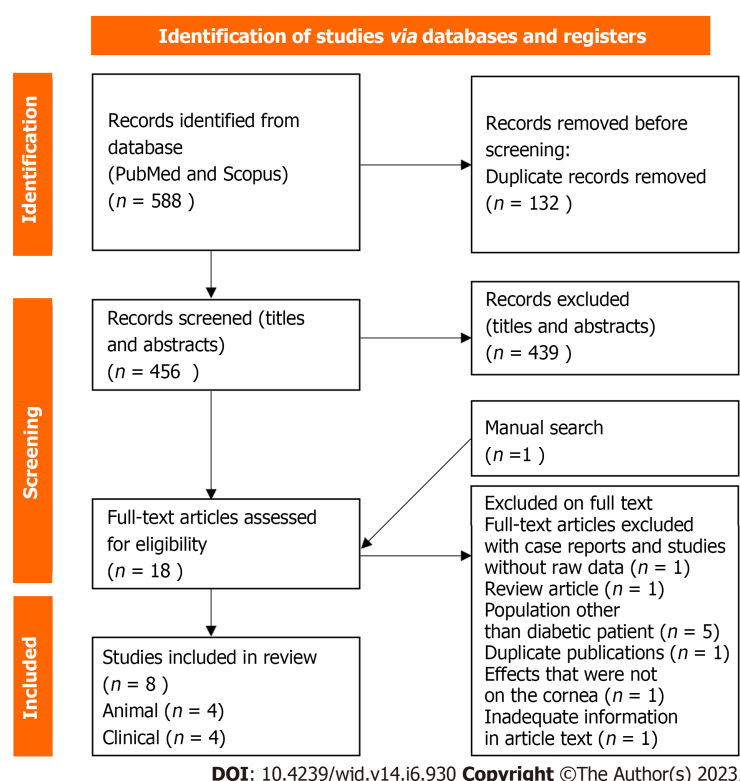 Identification of studies via databases and registers
Identification
Records identified from
database
(PubMed and Scopus)
(n = 588 )
Records removed before
screening:
Duplicate records removed
(n = 132 )
Screening
Records screened (titles
and abstracts)
(n = 456 )
Records excluded
(titles and abstracts)
(n = 439 )
Manual search
(n =1 )
Full-text articles assessed
for eligibility
(n = 18 )
Excluded on full text
Full-text articles excluded
with case reports and studies
without raw data (n = 1)
Review article (n = 1)
Population other
than diabetic patient (n = 5)
Duplicate publications (n = 1)
Effects that were not
on the cornea (n = 1)
Inadequate information
in article text (n = 1)
Included
Studies included in review
(n = 8 )
Animal (n = 4)
Clinical (n = 4)
DOI: 10.4239/wjd.v14.i6.930 Copyright ©The Author(s) 2023